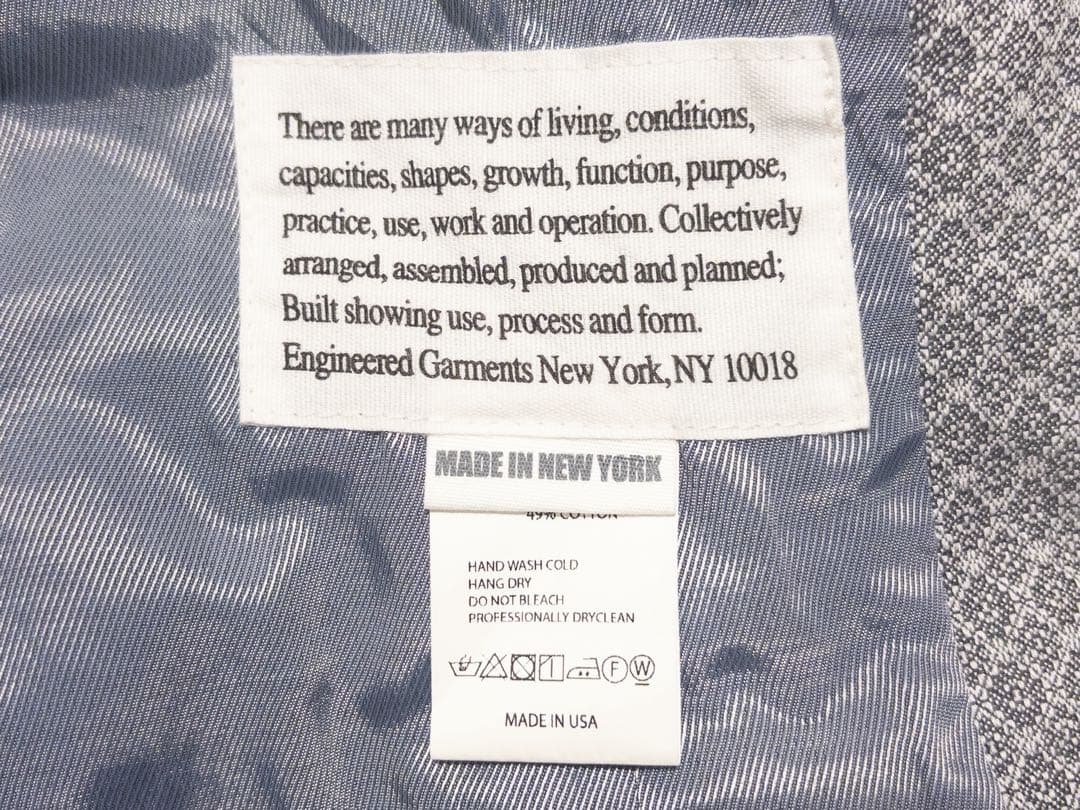 There are many ways of living, conditions,
capacities, shapes, growth, function, purpose,
practice, use, work and operation. Collectively
arranged, assembled, produced and planned;
Built showing use, process and form.
Engineered Garments New York, NY 10018
MADE IN NEW YORK
49% COTTON
HAND WASH COLD
HANG DRY
DO NOT BLEACH
PROFESSIONALLY DRYCLEAN
F W
MADE IN USA